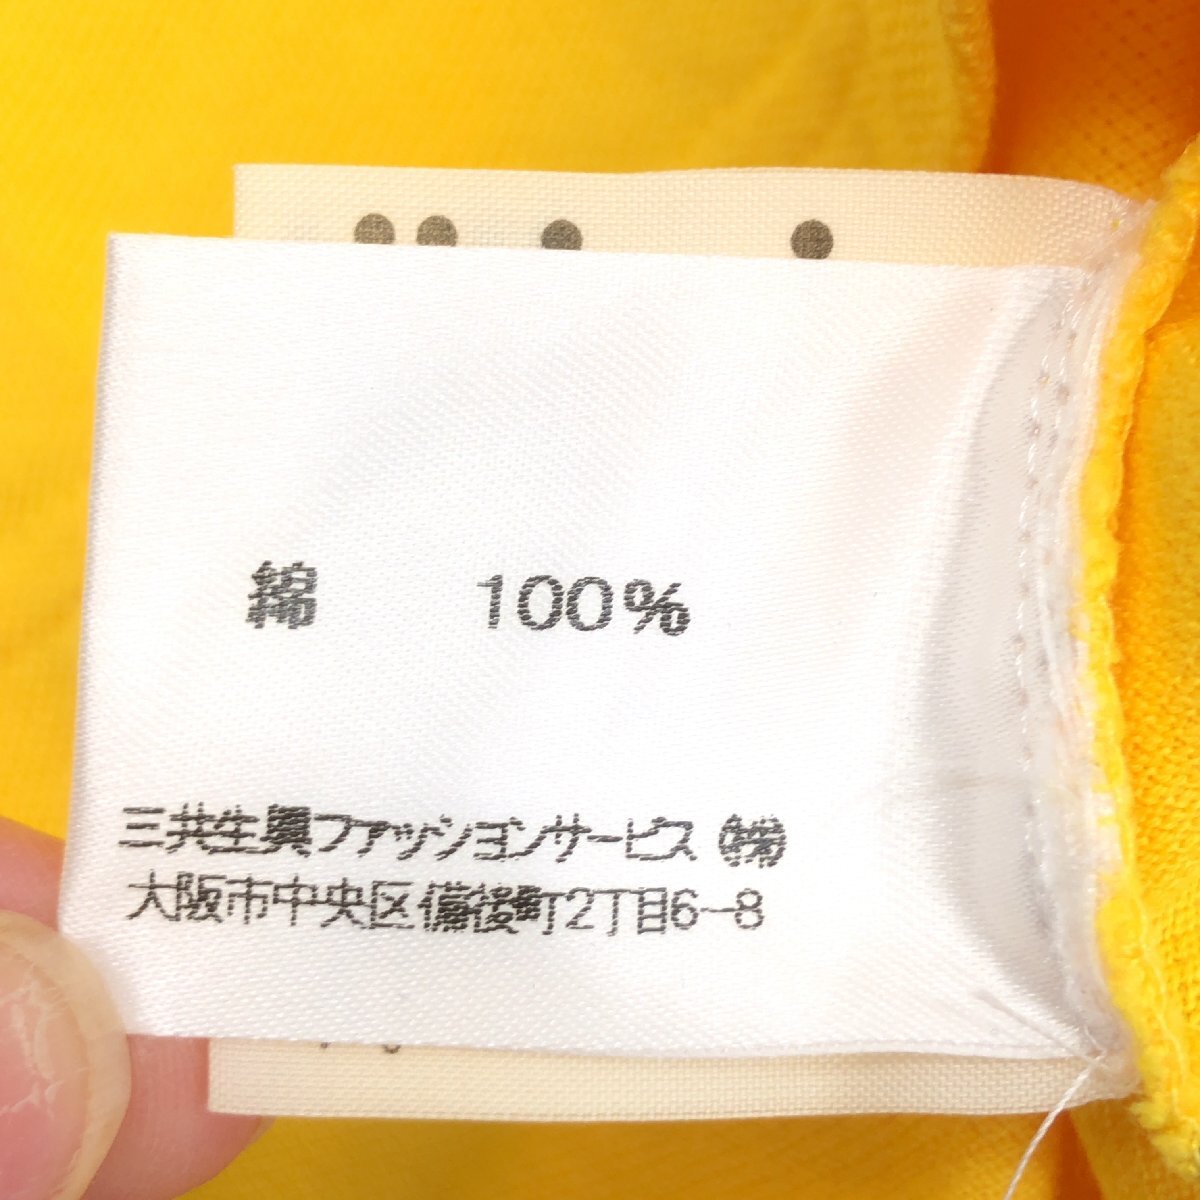 綿 100%
三共生興ファッションサービス ㈱
大阪市中央区備後町2丁目6-8